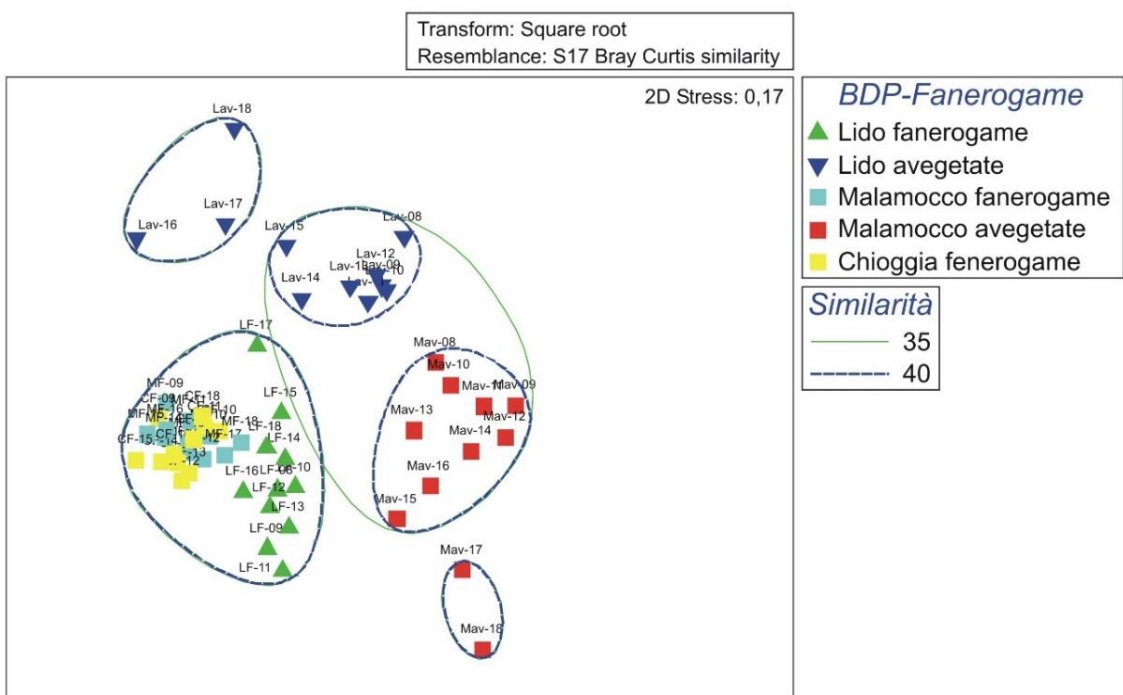 Transform: Square root
Resemblance: S17 Bray Curtis similarity
2D Stress: 0,17
BDP-Fanerogame
Lido fanerogame
Lido avegetate
Malamocco fanerogame
Malamocco avegetate
Chioggia fenerogame
Similarità
35
40
Lav-18
Lav-17
Lav-16
Lav-15
Lav-08
Lav-12
Lav-09
Lav-14
LF-17
Mav-08
Mav-10
Mav-09
Mav-12
Mav-13
Mav-14
Mav-16
Mav-15
MF-09
LF-15
LF-18
LF-14
MF-18
MF-17
CF-15
LF-16
LF-12
LF-13
LF-09
LF-11
Mav-17
Mav-18